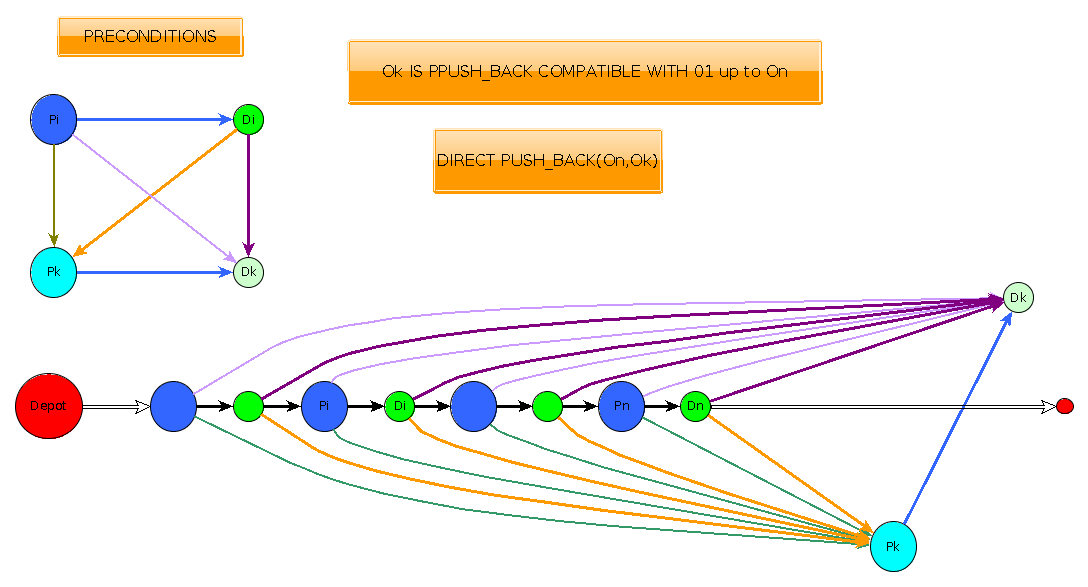 PRECONDITIONS
Ok IS PPUSH_BACK COMPATIBLE WITH 01 up to On
Pi
Di
DIRECT PUSH_BACK(On,Ok)
Pk
Dk
Dk
Depot
Pi
Di
Pn
Dn
Pk